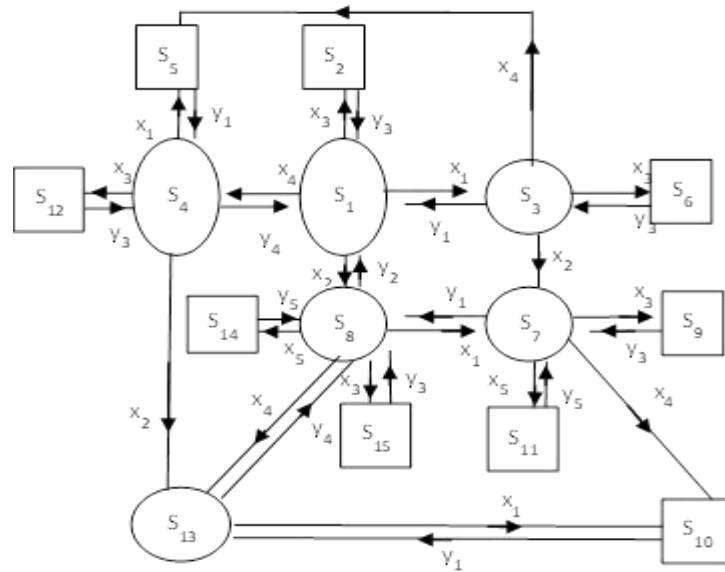 S₅ S₂
x₄
x₁ y₁ x₃ y₃
x₃ x₄ x₁ x₃
S₁₂ S₄ S₁ S₃ S₆
y₃ y₄ y₁ y₃
x₂ y₂ x₂
y₅ y₁ x₃
S₁₄ S₈ S₇ S₉
x₅ x₁ y₃
x₃ y₃ x₅ y₅ x₄
x₄
x₂ y₄ S₁₅ S₁₁
x₁
S₁₃ S₁₀
y₁